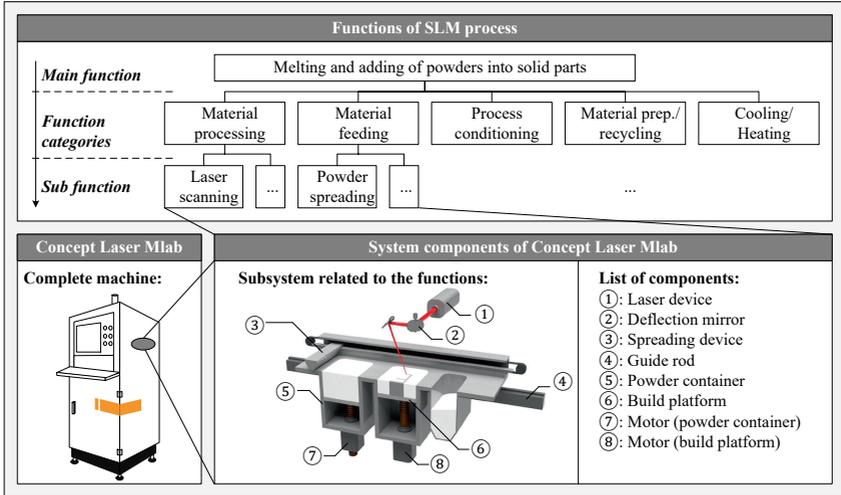 Functions of SLM process
Main function
Melting and adding of powders into solid parts
Function
categories
Material
processing
Material
feeding
Process
conditioning
Material prep./
recycling
Cooling/
Heating
Sub function
Laser
scanning
...
Powder
spreading
...
...
Concept Laser Mlab
Complete machine:
System components of Concept Laser Mlab
Subsystem related to the functions:
①
②
③
④
⑤
⑥
⑦
⑧
List of components:
①: Laser device
②: Deflection mirror
③: Spreading device
④: Guide rod
⑤: Powder container
⑥: Build platform
⑦: Motor (powder container)
⑧: Motor (build platform)